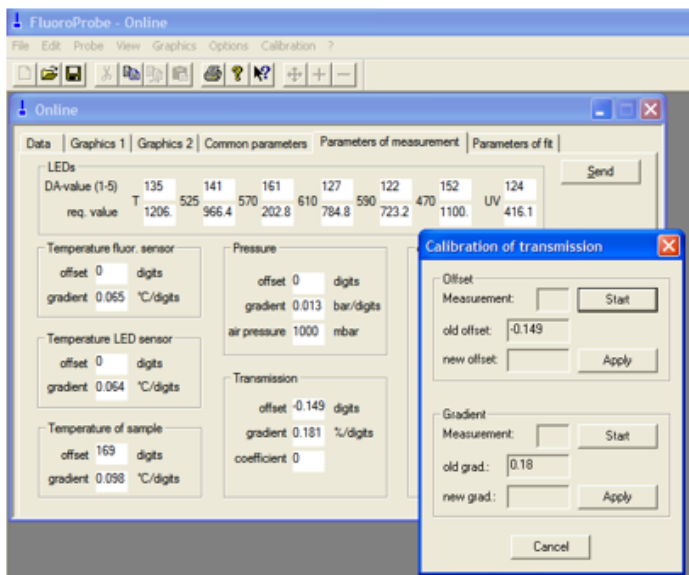 FluoroProbe - Online
File Edit Probe View Graphics Options Calibration ?
Online
Data Graphics 1 Graphics 2 Common parameters Parameters of measurement Parameters of fit
LEDs
Send
DA-value (1-5) 135 141 161 127 122 152 124
T 525 570 610 590 470 UV
req. value 1206. 966.4 202.8 784.8 723.2 1100. 416.1
Temperature fluor. sensor
offset 0 digits
gradient 0.065 °C/digits
Temperature LED sensor
offset 0 digits
gradient 0.064 °C/digits
Temperature of sample
offset 169 digits
gradient 0.098 °C/digits
Pressure
offset 0 digits
gradient 0.013 bar/digits
air pressure 1000 mbar
Transmission
offset -0.149 digits
gradient 0.181 %/digits
coefficient 0
Calibration of transmission
Offset
Measurement: Start
old offset: -0.149
new offset: Apply
Gradient
Measurement: Start
old grad.: 0.18
new grad.: Apply
Cancel